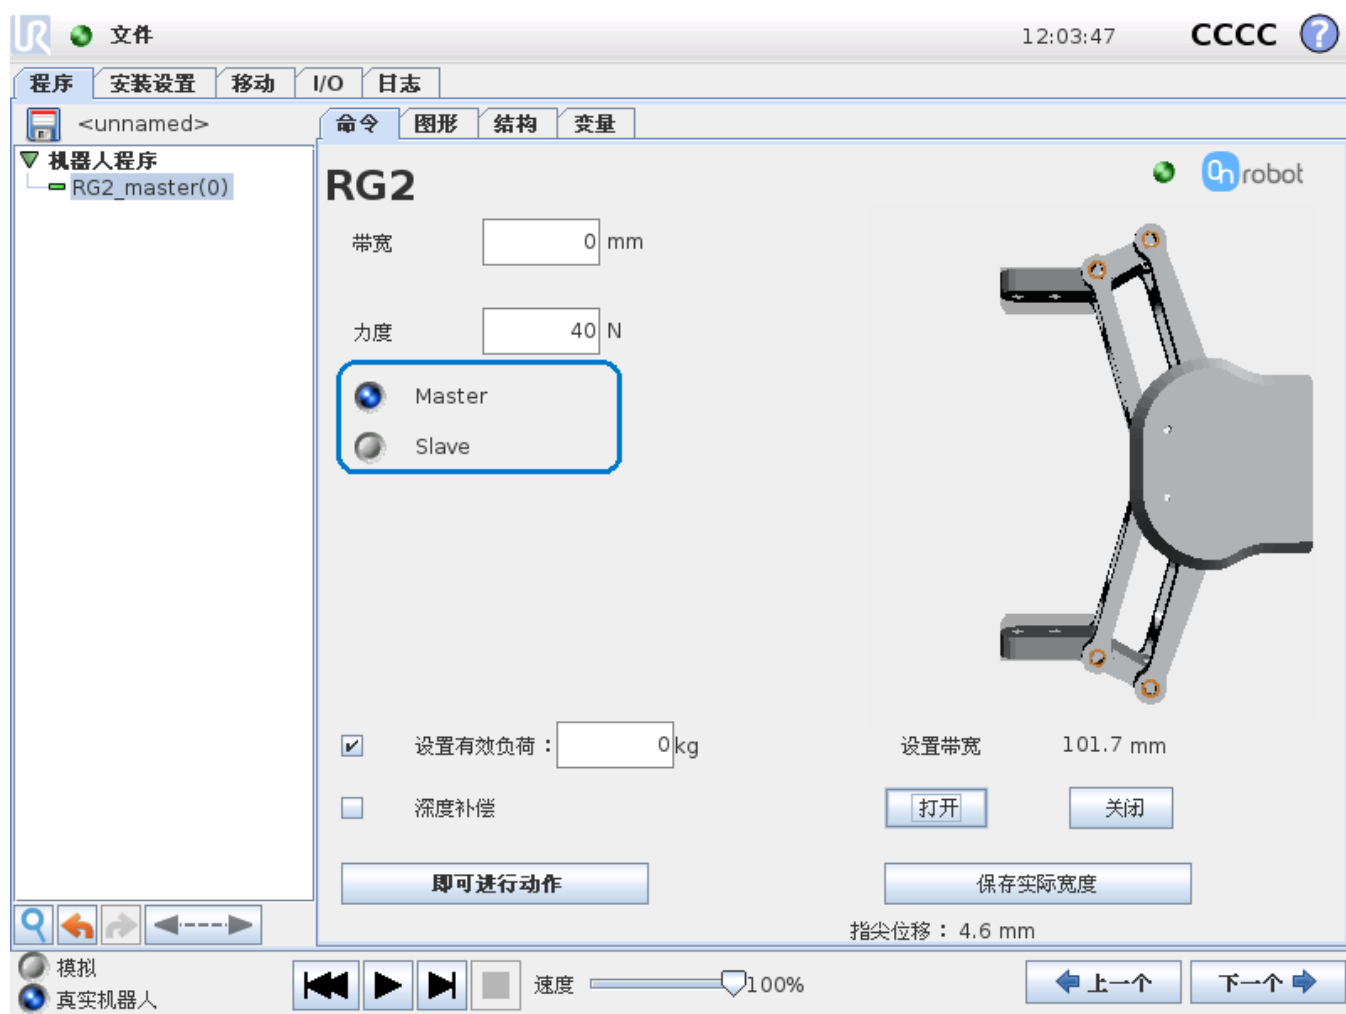 UR 文件 12:03:47 CCCC ?
程序 安装设置 移动 I/O 日志
<unnamed> 命令 图形 结构 变量
机器人程序
RG2_master(0)
RG2 On robot
带宽 0 mm
力度 40 N
Master
Slave
设置有效负荷： 0 kg 设置带宽 101.7 mm
深度补偿 打开 关闭
即可进行动作 保存实际宽度
指尖位移： 4.6 mm
模拟
真实机器人
速度 100% 上一个 下一个